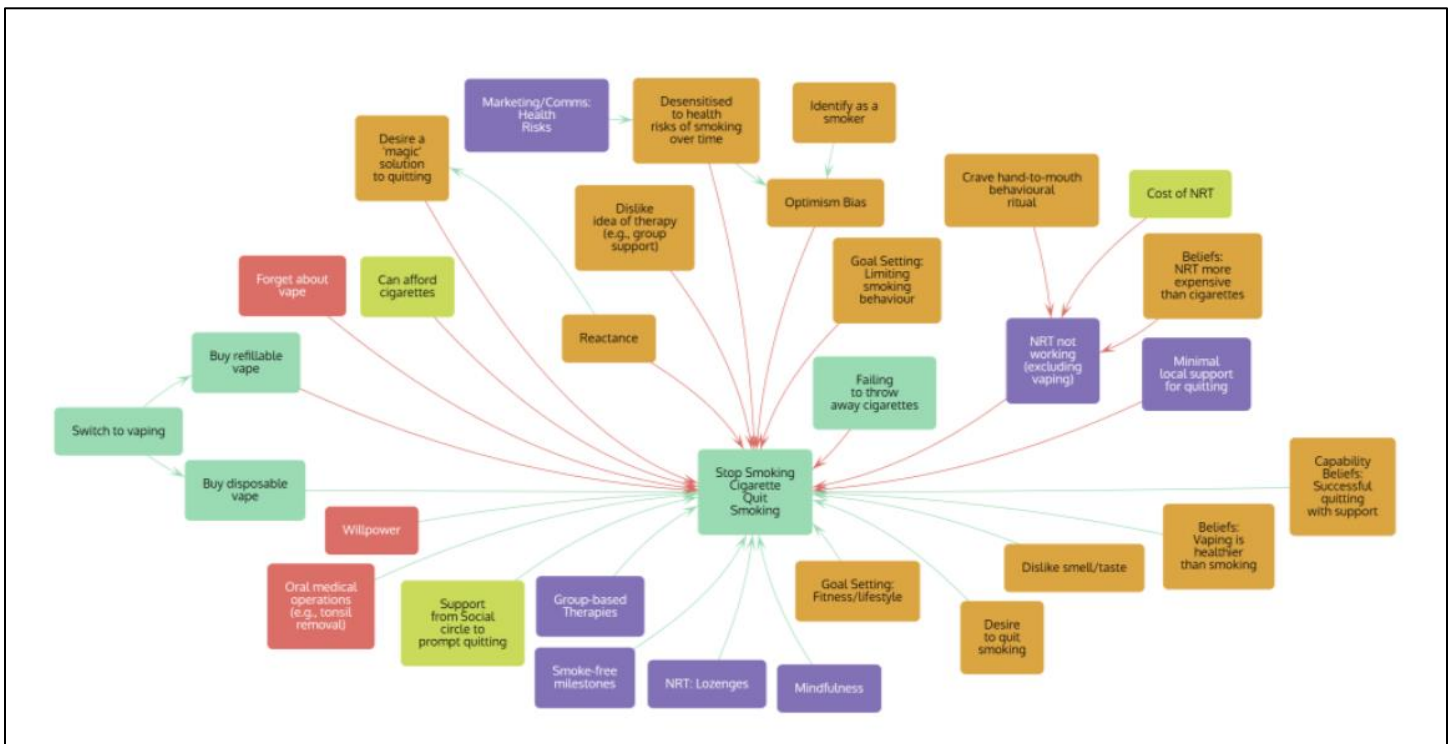 Marketing/Comms:
Health
Risks
Desensitised
to health
risks of smoking
over time
Identify as a
smoker
Desire a
'magic'
solution
to quitting
Crave hand-to-mouth
behavioural
ritual
Cost of NRT
Optimism Bias
Dislike
idea of therapy
(e.g., group
support)
Goal Setting:
Limiting
smoking
behaviour
Beliefs:
NRT more
expensive
than cigarettes
Forget about
vape
Can afford
cigarettes
Reactance
NRT not
working
(excluding
vaping)
Minimal
local support
for quitting
Buy refillable
vape
Failing
to throw
away cigarettes
Switch to vaping
Buy disposable
vape
Stop Smoking
Cigarette
Quit
Smoking
Capability
Beliefs:
Successful
quitting
with support
Willpower
Beliefs:
Vaping is
healthier
than smoking
Oral medical
operations
(e.g., tonsil
removal)
Support
from Social
circle to
prompt quitting
Group-based
Therapies
Goal Setting:
Fitness/lifestyle
Dislike smell/taste
Desire
to quit
smoking
Smoke-free
milestones
NRT: Lozenges
Mindfulness